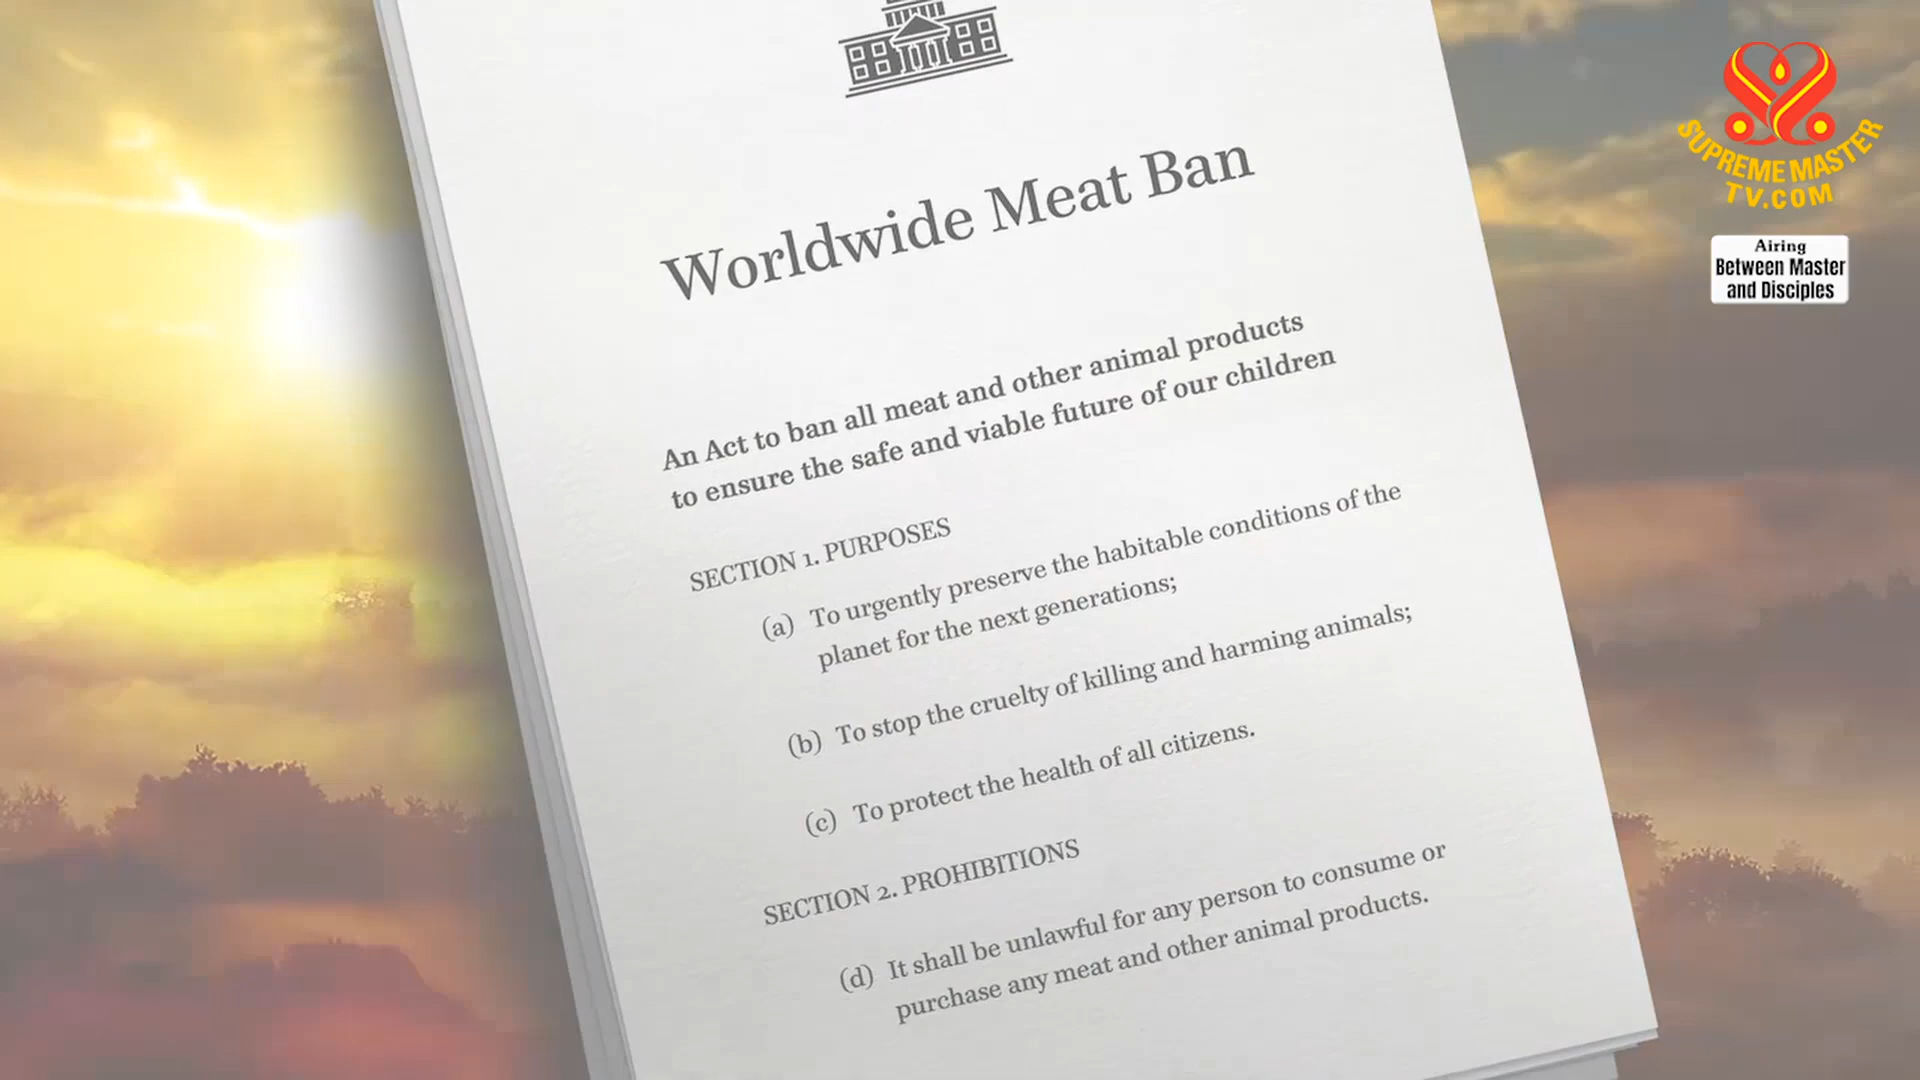 Worldwide Meat Ban
An Act to ban all meat and other animal products
to ensure the safe and viable future of our children
SECTION 1. PURPOSES
(a) To urgently preserve the habitable conditions of the
planet for the next generations;
(b) To stop the cruelty of killing and harming animals;
(c) To protect the health of all citizens.
SECTION 2. PROHIBITIONS
(d) It shall be unlawful for any person to consume or
purchase any meat and other animal products.
SUPREME MASTER
TV.COM
Airing
Between Master
and Disciples